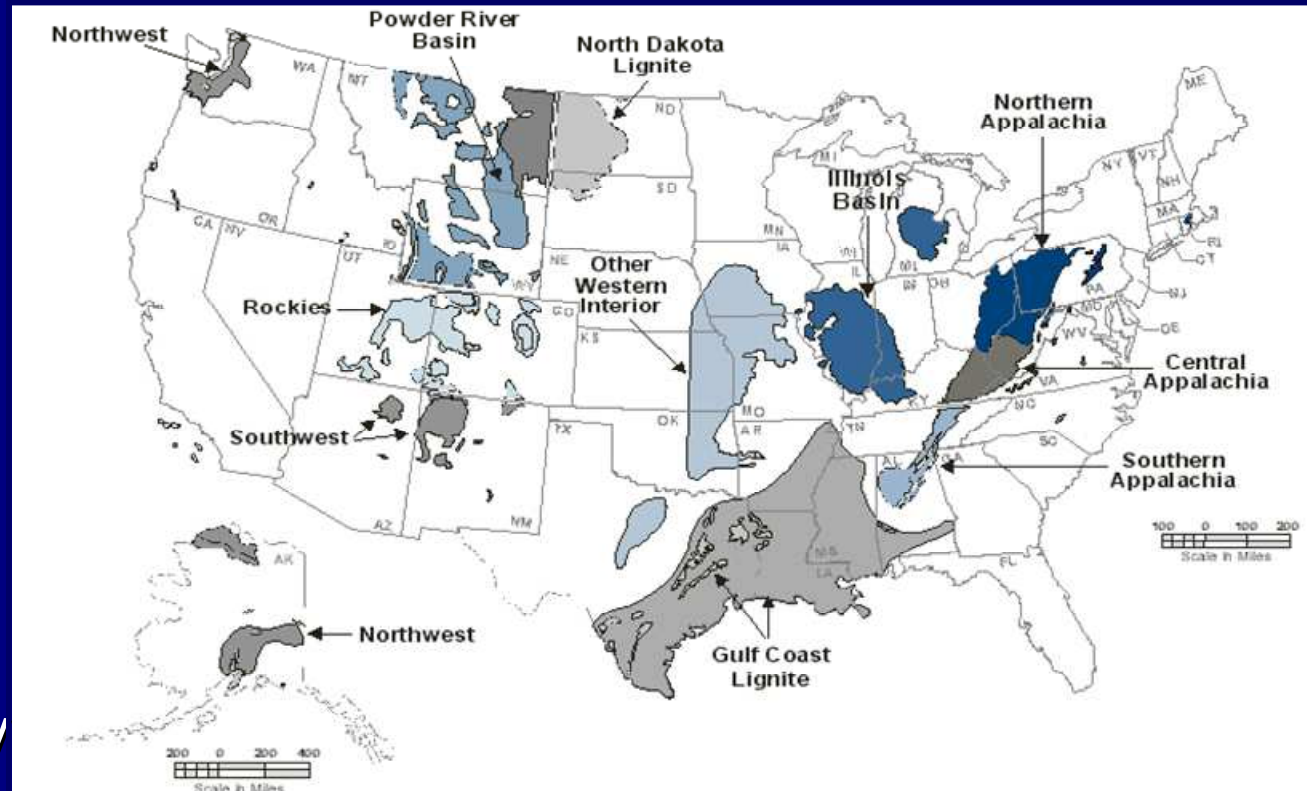 Northwest
Powder River
Basin
North Dakota
Lignite
Northern
Appalachia
Illinois
Basin
Other
Western
Interior
Rockies
Central
Appalachia
Southwest
Southern
Appalachia
Northwest
Gulf Coast
Lignite
WA
MT
ND
ME
OR
ID
SD
MN
MI
NY
VT
NH
MA
RI
CT
CA
NV
UT
WY
NE
IA
WI
IL
IN
MI
OH
PA
NJ
MD
DE
WV
VA
CO
KS
MO
KY
NC
AZ
NM
TX
OK
AR
TN
SC
AL
GA
MS
LA
FL
AK
100 0 100 200
Scale in Miles
200 0 200 400
Scale in Miles
y